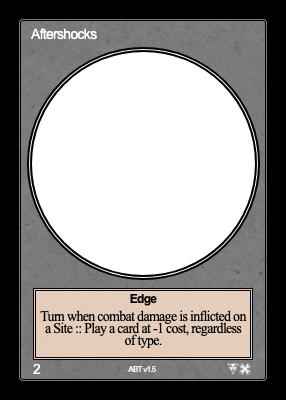 Aftershocks
Edge
Turn when combat damage is inflicted on
a Site :: Play a card at -1 cost, regardless
of type.
2
ABT v1.5